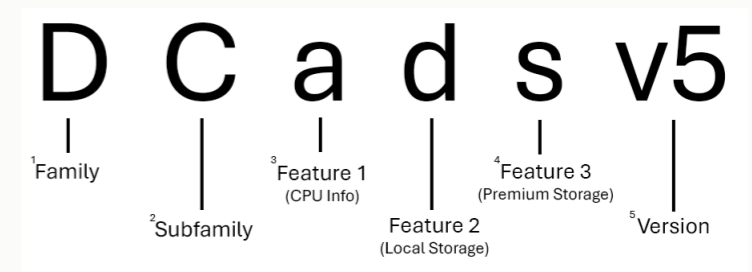 D C a d s v5
¹Family
³Feature 1
(CPU Info)
⁴Feature 3
(Premium Storage)
²Subfamily
Feature 2
(Local Storage)
⁵Version